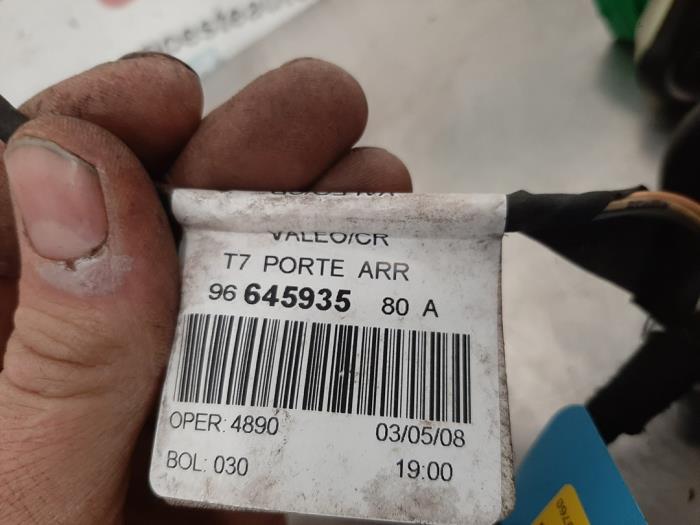 VALEO/CR
T7 PORTE ARR
96 645935 80 A
OPER: 4890 03/05/08
BOL: 030 19:00